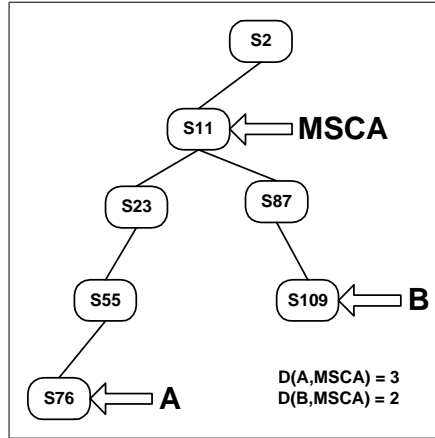 S2
S11
MSCA
S23
S87
S55
S109
B
S76
A
D(A,MSCA) = 3
D(B,MSCA) = 2